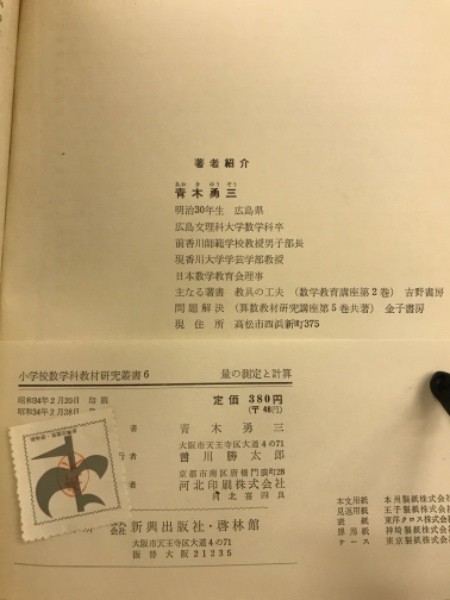 著者紹介
あお き ゆう ぞう
青木勇三
明治30年生 広島県
広島文理科大学数学科卒
前香川師範学校教授男子部長
現香川大学学芸学部教授
日本数学教育会理事
主なる著書 教具の工夫 (数学教育講座第2巻) 吉野書房
問題解決 (算数教材研究講座第5巻共著) 金子書房
現住所 高松市西浜新町375
小学校数学科教材研究叢書6 量の測定と計算
昭和34年2月20日 印刷
昭和34年2月28日
定価 380円
(〒48円)
者 青木勇三
大阪市天王寺区大道4の71
行者 曽川勝太郎
京都市南区唐橋門脇町28
者 河北印刷株式会社
河北喜四良
会社 新興出版社・啓林館
大阪市天王寺区大道4の71
振替大阪21235
本文用紙 本州製紙株式会
見返用紙 王子製紙株式会
表紙 東洋クロス株式会
扉用紙 神崎製紙株式会
ケース 東京製紙株式会